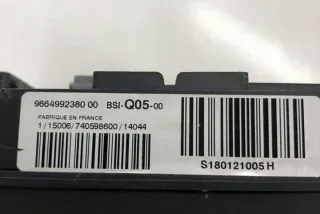 9664992380 00 BSI-Q05-00
FABRIQUE EN FRANCE
1/15006/740598600/14044
S180121005 H